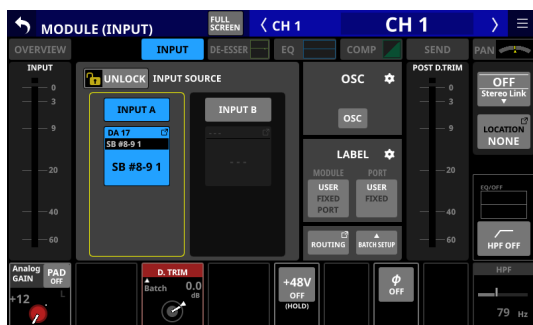 MODULE (INPUT)
FULL SCREEN
CH 1
CH 1
OVERVIEW
INPUT
DE-ESSER
EQ
COMP
SEND
PAN
INPUT
0
3
9
20
40
60
UNLOCK
INPUT SOURCE
INPUT A
DA 17
SB #8-9 1
SB #8-9 1
INPUT B
---
---
OSC
OSC
LABEL
MODULE
PORT
USER
FIXED
PORT
USER
FIXED
ROUTING
BATCH SETUP
POST D.TRIM
0
3
9
20
40
60
OFF
Stereo Link
LOCATION
NONE
EQ/OFF
HPF OFF
Analog
GAIN
PAD
OFF
+12
L
D. TRIM
Batch
0.0
dB
+48V
OFF
(HOLD)
ϕ
OFF
HPF
79 Hz